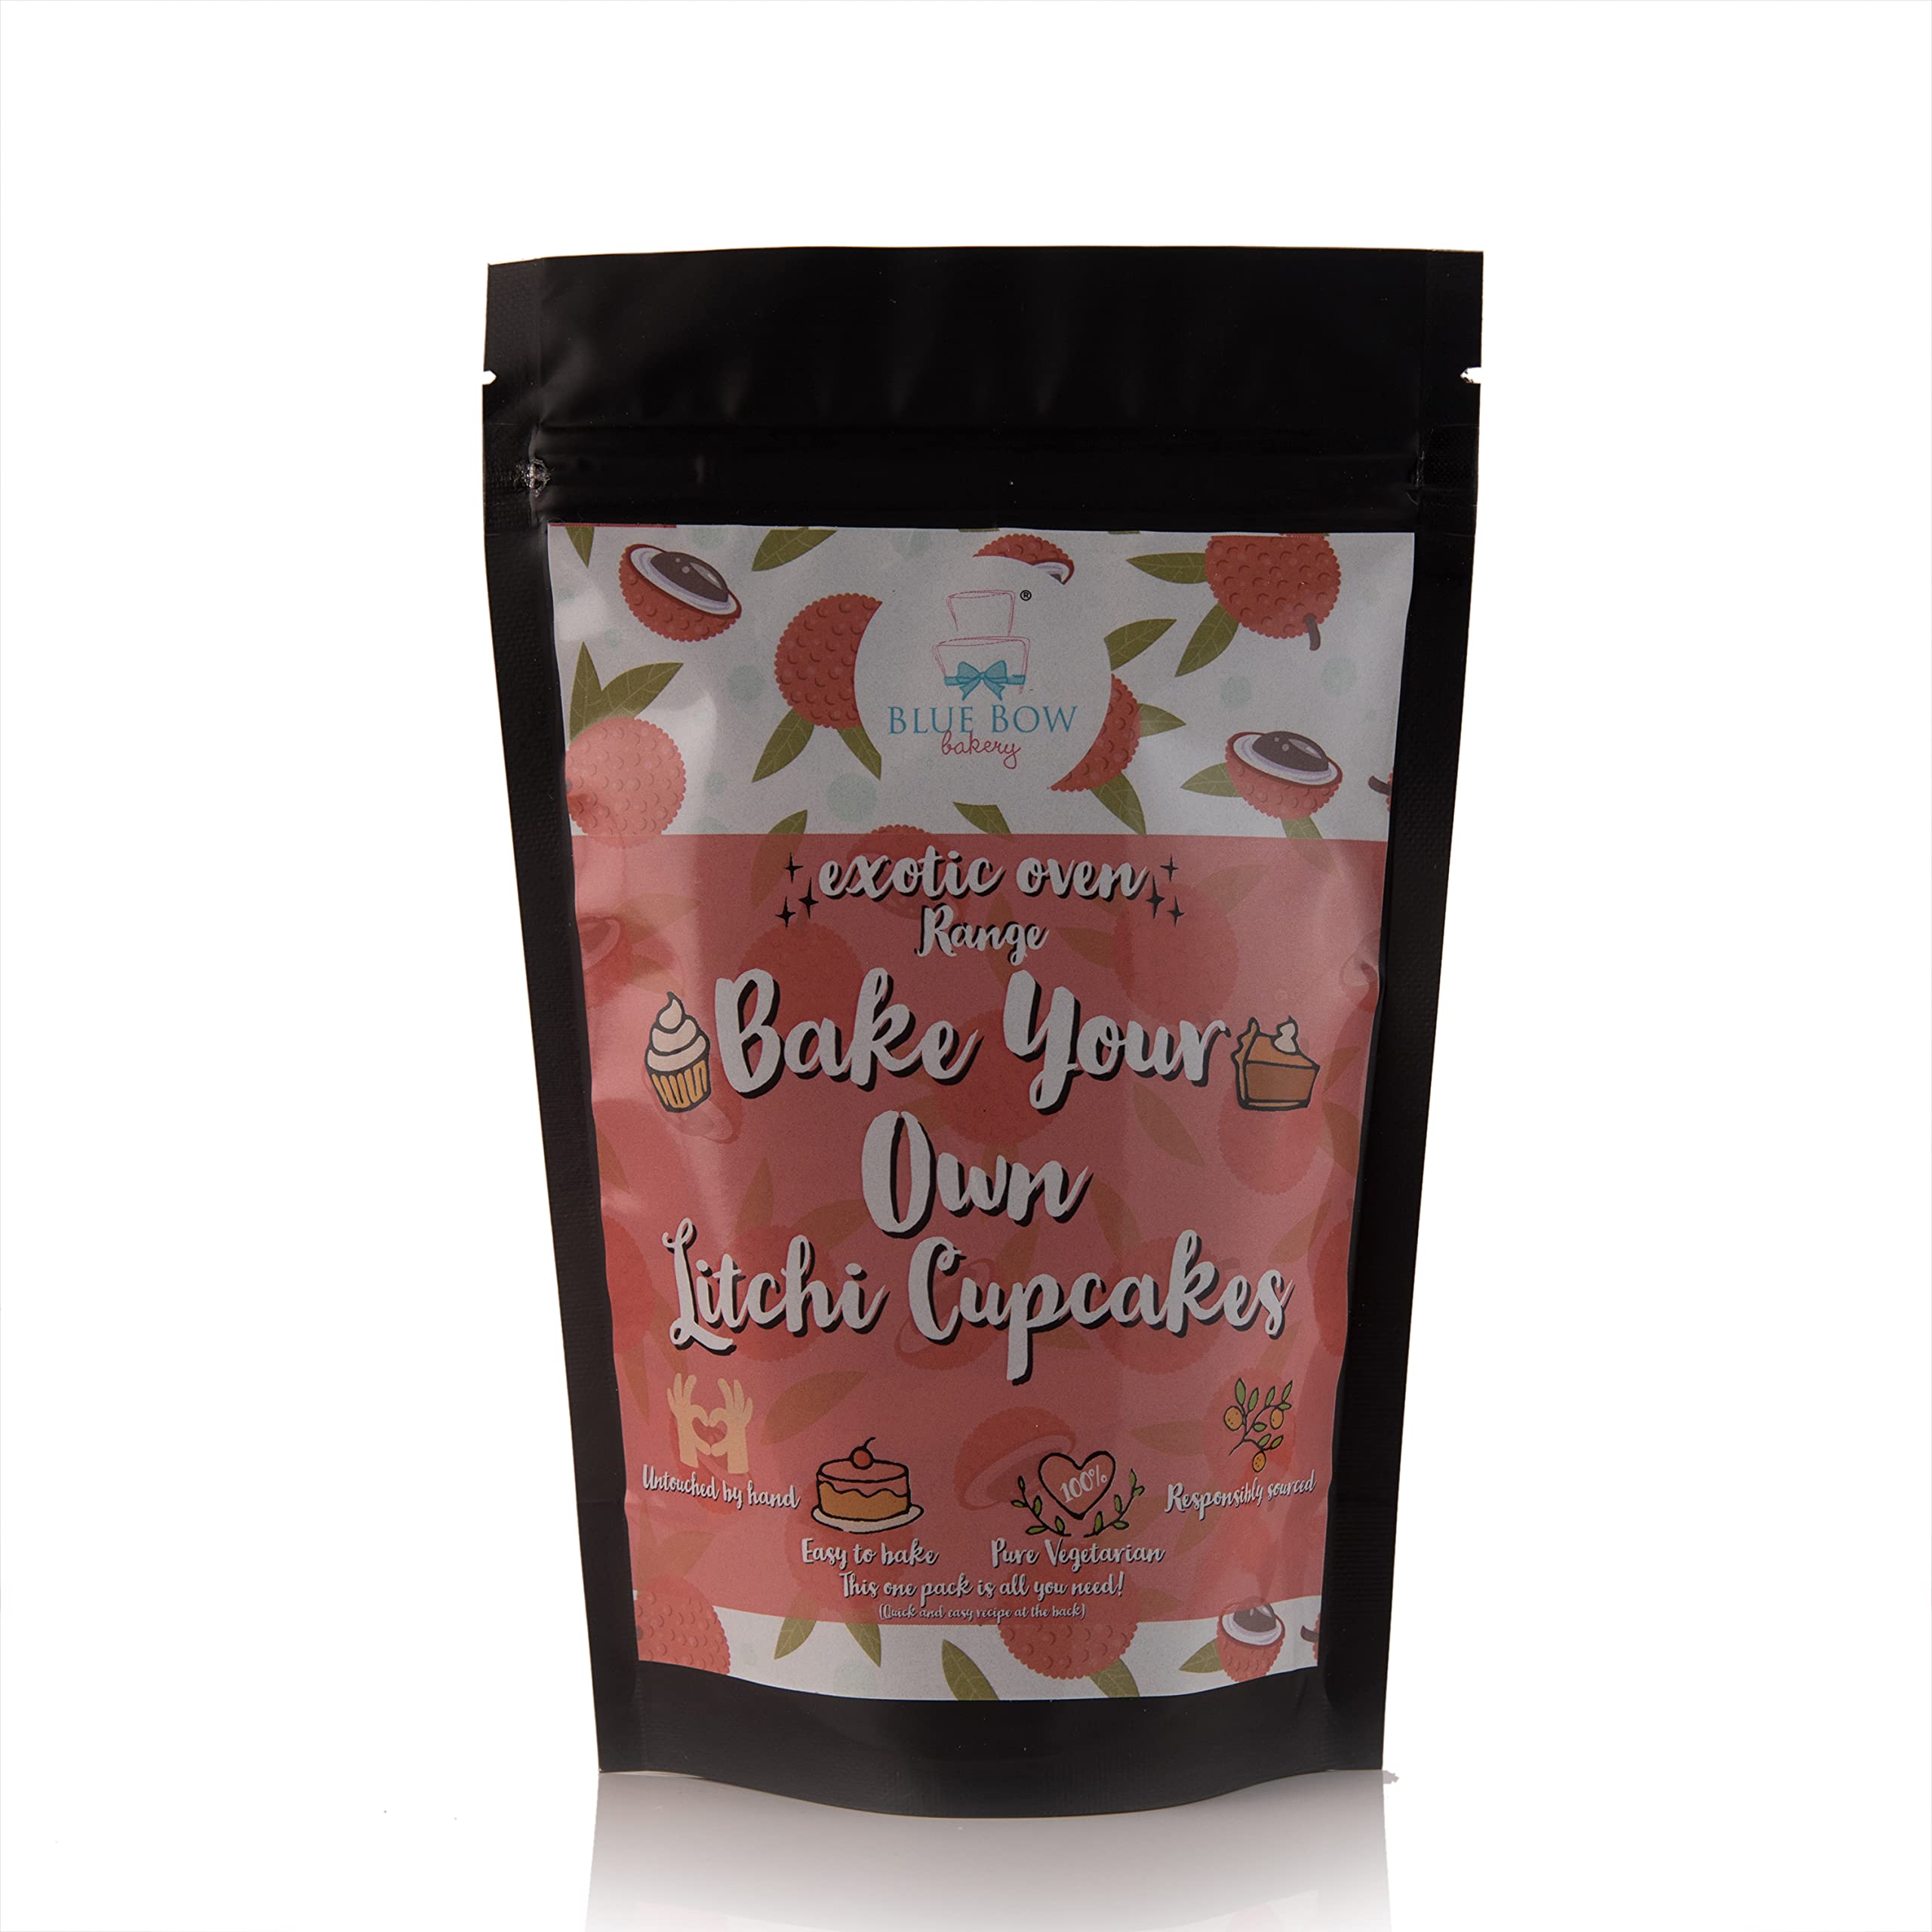 ®
BLUE BOW
bakery
exotic oven
Range
Bake Your
Own
Litchi Cupcakes
Untouched by hand
Easy to bake
100%
Pure Vegetarian
Responsibly sourced
This one pack is all you need!
(Quick and easy recipe at the back)